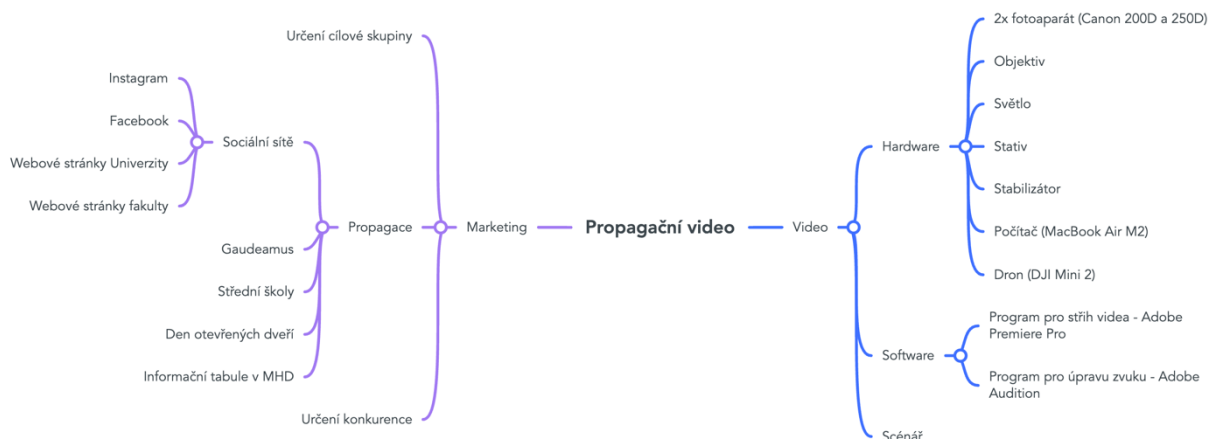 Propagační video
Marketing
Určení cílové skupiny
Propagace
Sociální sítě
Instagram
Facebook
Webové stránky Univerzity
Webové stránky fakulty
Gaudeamus
Střední školy
Den otevřených dveří
Informační tabule v MHD
Určení konkurence
Video
Hardware
2x fotoaparát (Canon 200D a 250D)
Objektiv
Světlo
Stativ
Stabilizátor
Počítač (MacBook Air M2)
Dron (DJI Mini 2)
Software
Program pro střih videa - Adobe
Premiere Pro
Program pro úpravu zvuku - Adobe
Audition
Scénář